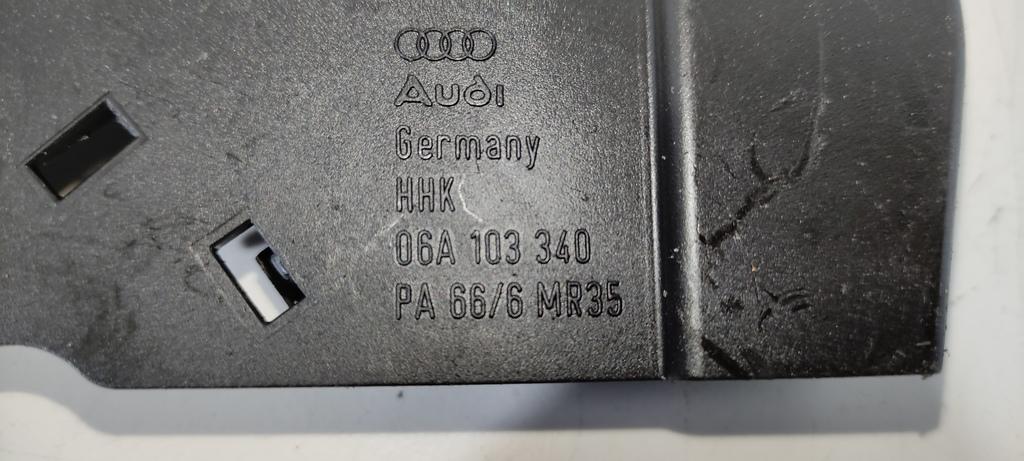 Audi
Germany
HHK
06A 103 340
PA 66/6 MR35